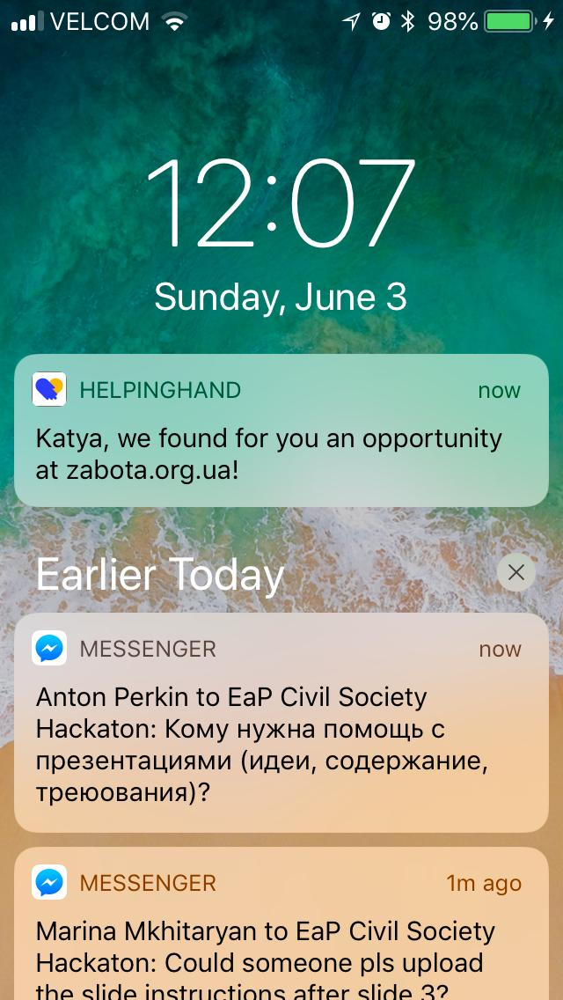 VELCOM 98%
12:07
Sunday, June 3
HELPINGHAND now
Katya, we found for you an opportunity
at zabota.org.ua!
Earlier Today
MESSENGER now
Anton Perkin to EaP Civil Society
Hackaton: Кому нужна помощь с
презентациями (идеи, содержание,
треюования)?
MESSENGER 1m ago
Marina Mkhitaryan to EaP Civil Society
Hackaton: Could someone pls upload
the slide instructions after slide 3?